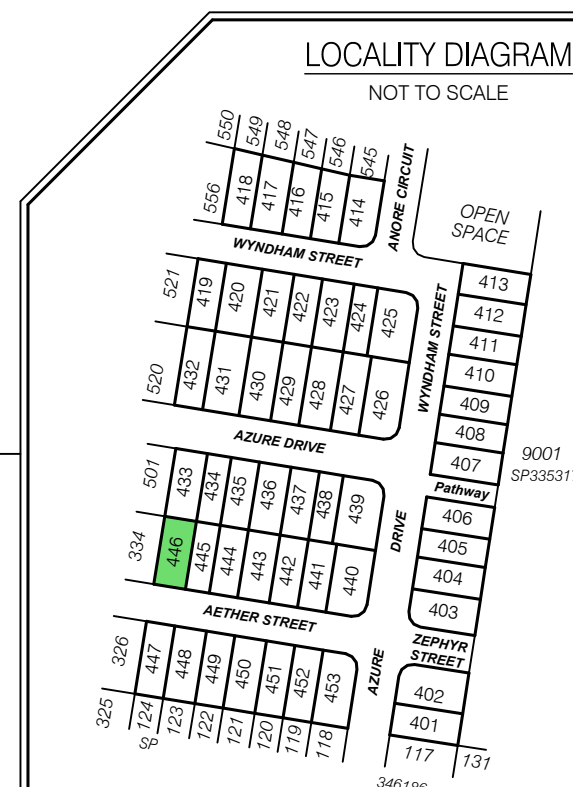 LOCALITY DIAGRAM
NOT TO SCALE
550 549 548 547 546 545
556 418 417 416 415 414
ANORE CIRCUIT
OPEN
SPACE
WYNDHAM STREET
521 419 420 421 422 423 424 425
520 432 431 430 429 428 427 426
WYNDHAM STREET
413
412
411
410
409
408
407
9001
SP33531
Pathway
AZURE DRIVE
501 433 434 435 436 437 438 439
334 446 445 444 443 442 441 440
DRIVE
406
405
404
403
AETHER STREET
ZEPHYR
STREET
326 447 448 449 450 451 452 453
AZURE
402
401
325 124 123 122 121 120 119 118
SP
117 131
346186